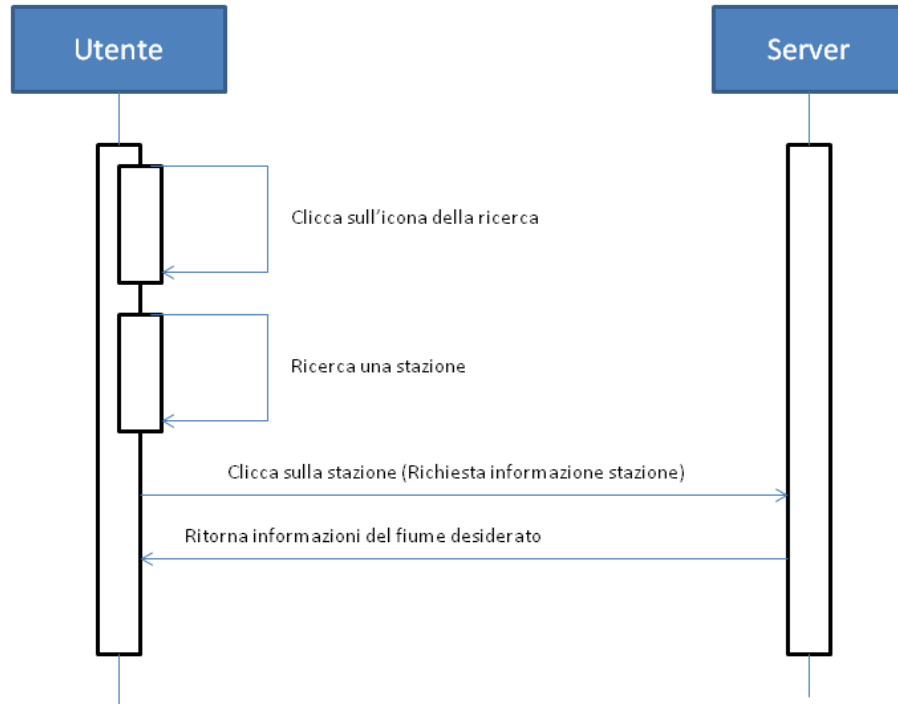 Utente
Server
Clicca sull'icona della ricerca
Ricerca una stazione
Clicca sulla stazione (Richiesta informazione stazione)
Ritorna informazioni del fiume desiderato